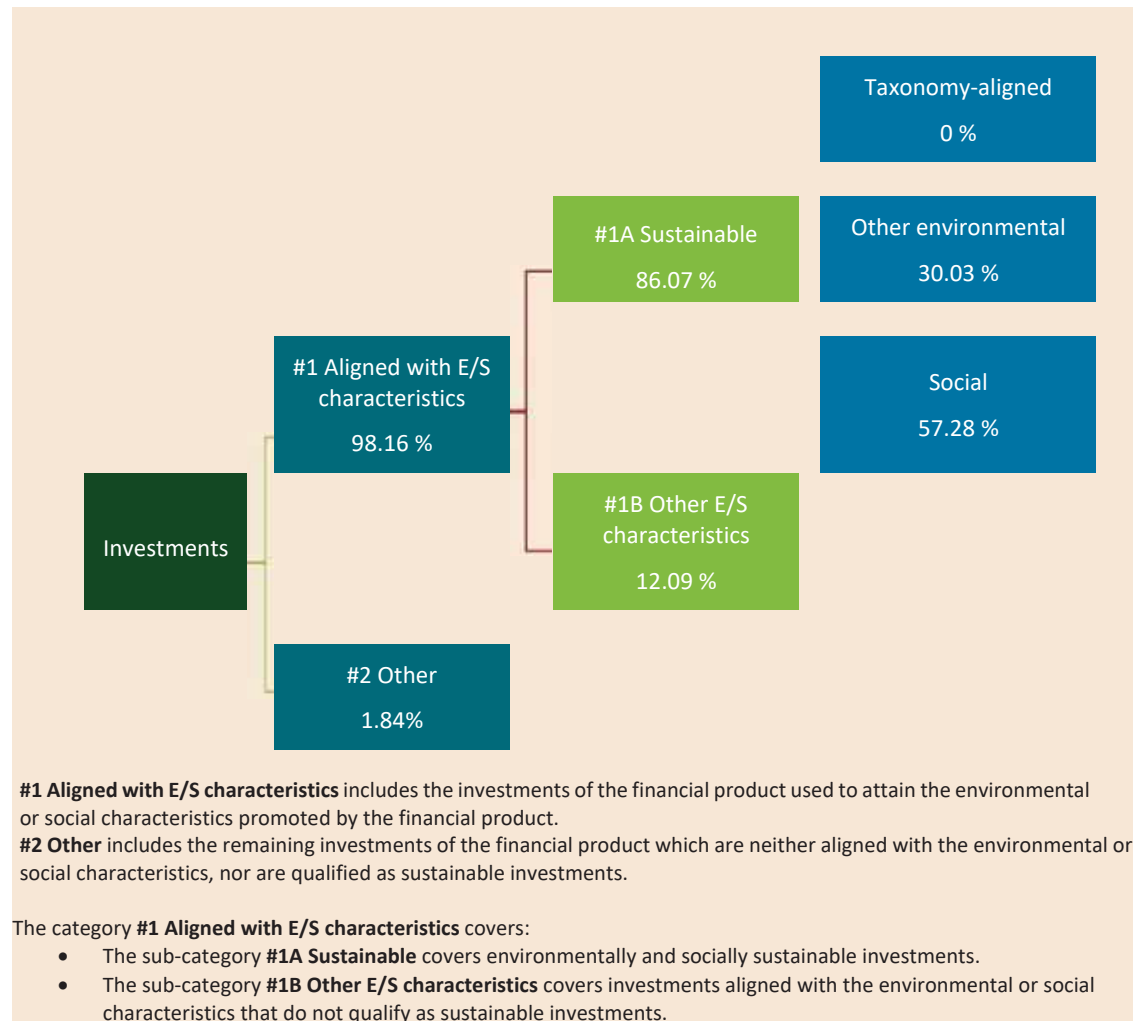 Taxonomy-aligned
0 %
#1A Sustainable
86.07 %
Other environmental
30.03 %
#1 Aligned with E/S
characteristics
98.16 %
Social
57.28 %
Investments
#1B Other E/S
characteristics
12.09 %
#2 Other
1.84%
#1 Aligned with E/S characteristics includes the investments of the financial product used to attain the environmental
or social characteristics promoted by the financial product.
#2 Other includes the remaining investments of the financial product which are neither aligned with the environmental or
social characteristics, nor are qualified as sustainable investments.
The category #1 Aligned with E/S characteristics covers:
• The sub-category #1A Sustainable covers environmentally and socially sustainable investments.
• The sub-category #1B Other E/S characteristics covers investments aligned with the environmental or social
characteristics that do not qualify as sustainable investments.